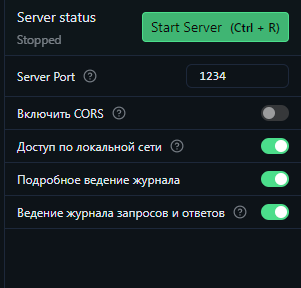 Server status
Stopped
Start Server (Ctrl + R)
Server Port ?
1234
Включить CORS ?
Доступ по локальной сети ?
Подробное ведение журнала
Ведение журнала запросов и ответов ?